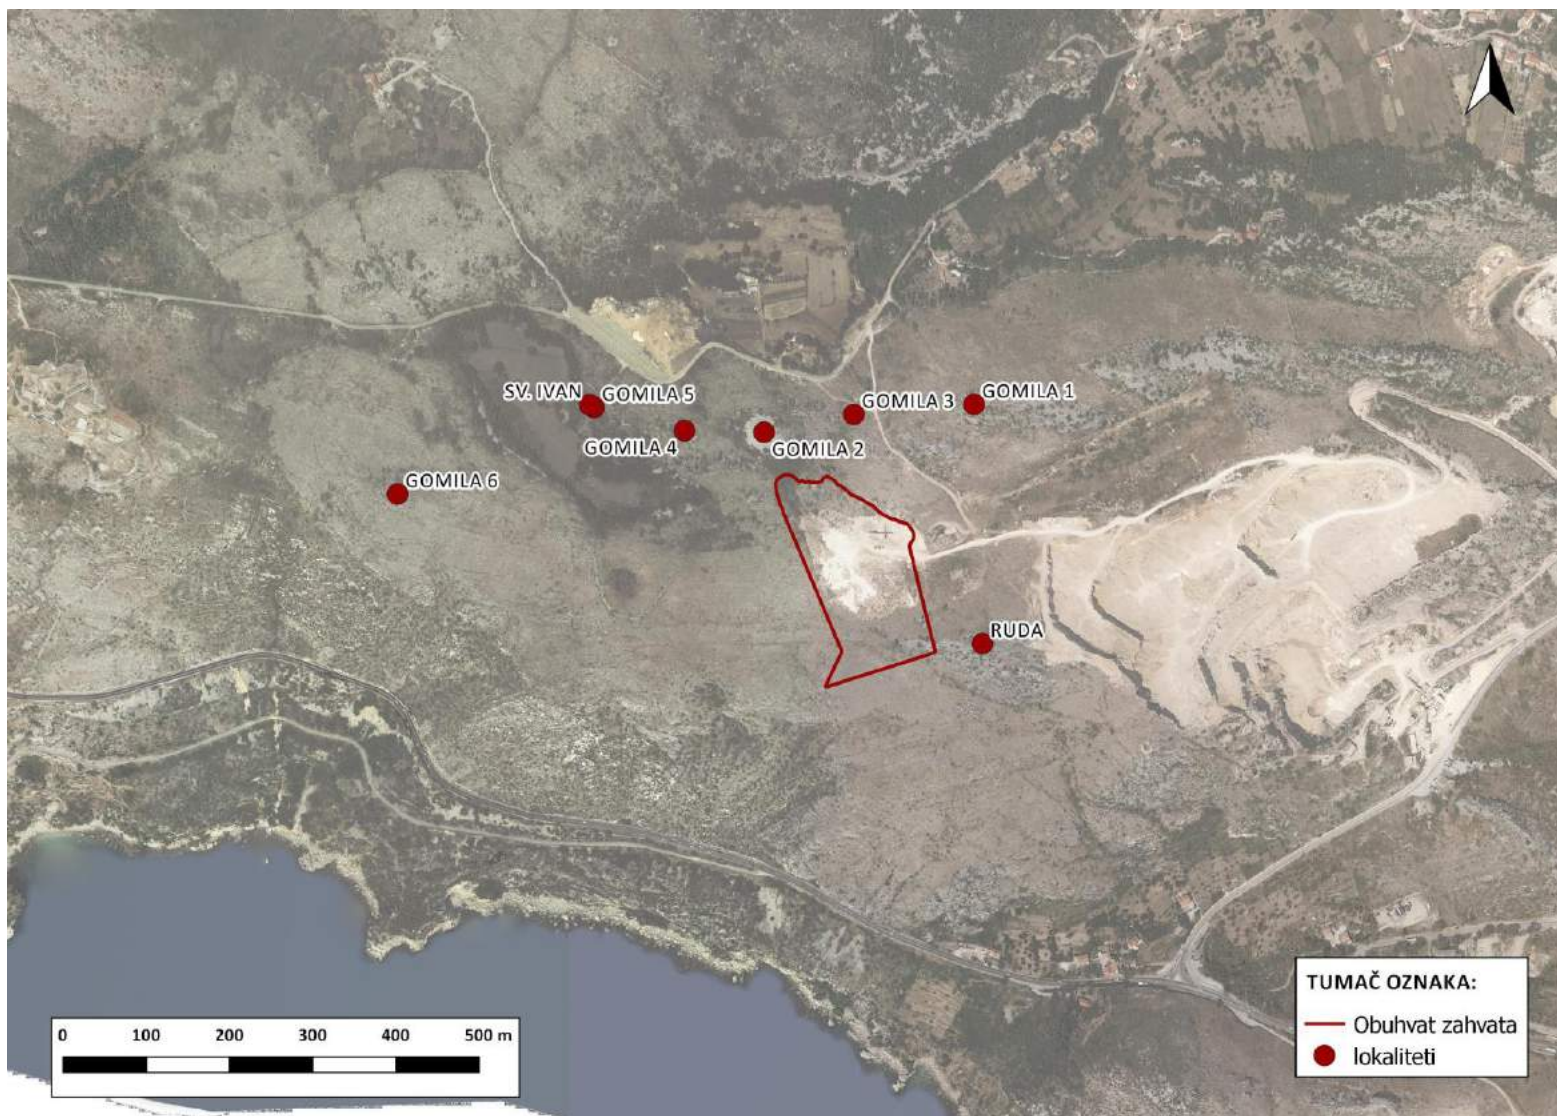 SV. IVAN
GOMILA 5
GOMILA 3
GOMILA 1
GOMILA 4
GOMILA 2
GOMILA 6
RUDA
TUMAČ OZNAKA:
Obuhvat zahvata
lokaliteti
0 100 200 300 400 500 m